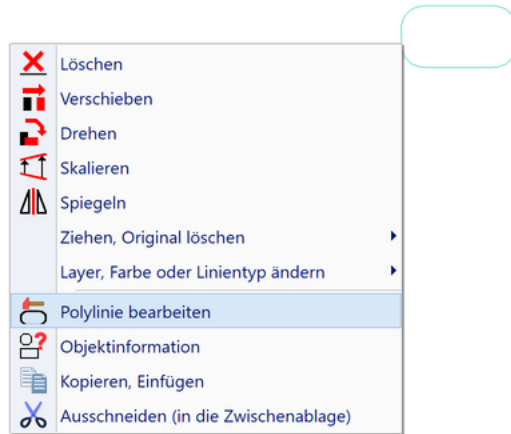 Löschen
Verschieben
Drehen
Skalieren
Spiegeln
Ziehen, Original löschen
Layer, Farbe oder Linientyp ändern
Polylinie bearbeiten
Objektinformation
Kopieren, Einfügen
Ausschneiden (in die Zwischenablage)